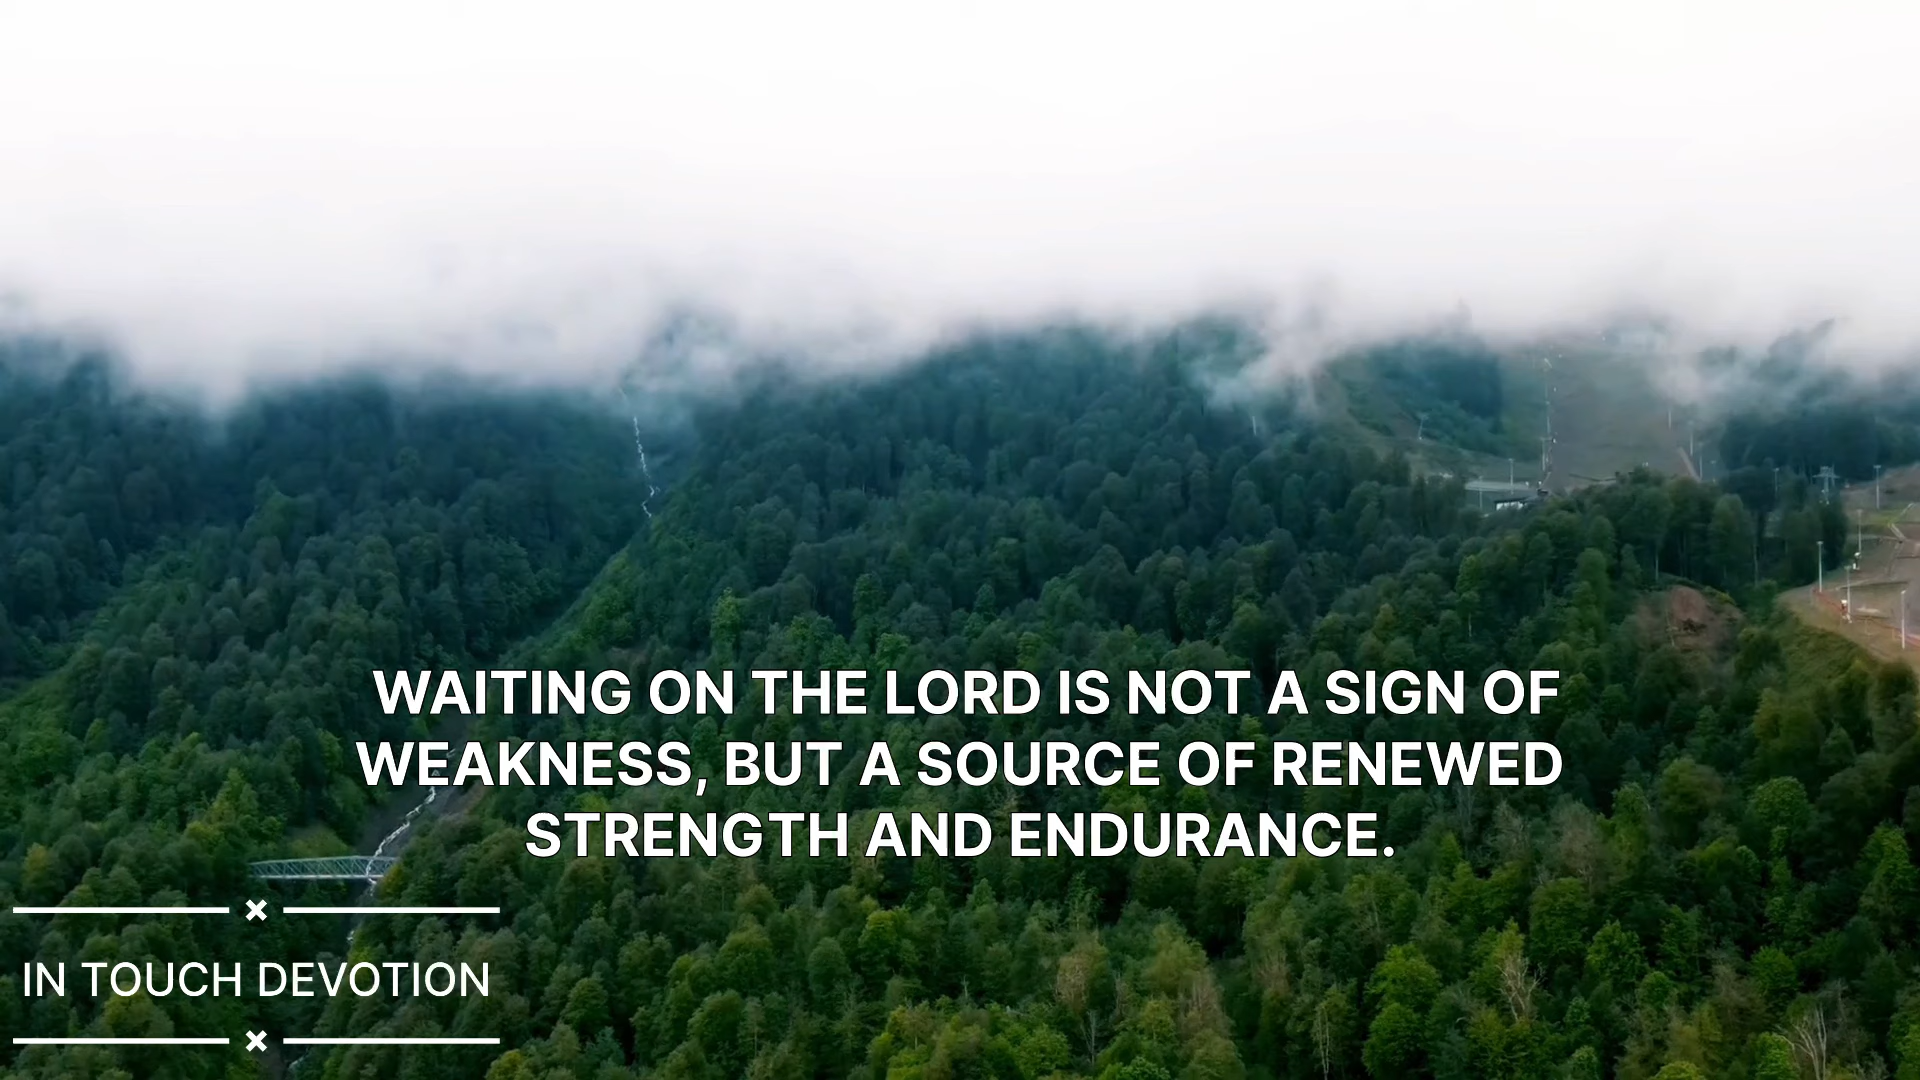 WAITING ON THE LORD IS NOT A SIGN OF
WEAKNESS, BUT A SOURCE OF RENEWED
STRENGTH AND ENDURANCE.
IN TOUCH DEVOTION